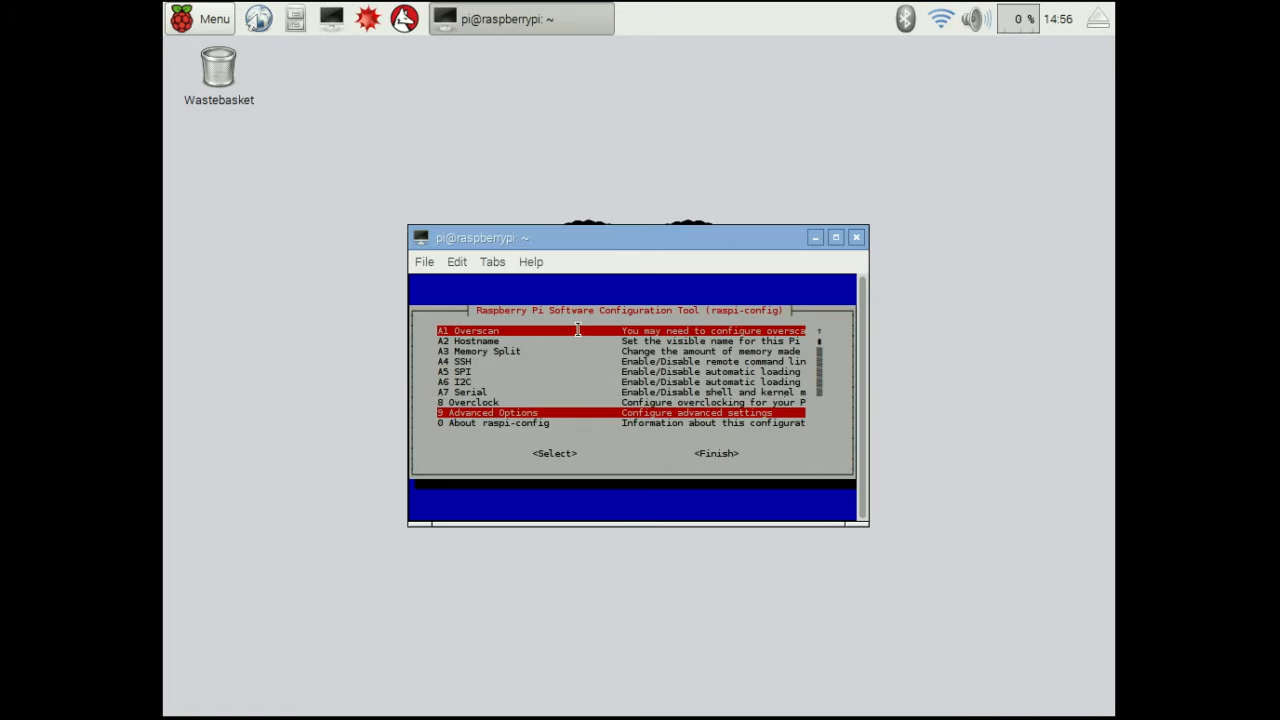 Menu
pi@raspberrypi: ~
0 %
14:56
Wastebasket
pi@raspberrypi: ~
File Edit Tabs Help
Raspberry Pi Software Configuration Tool (raspi-config)
A1 Overscan You may need to configure oversca
A2 Hostname Set the visible name for this Pi
A3 Memory Split Change the amount of memory made
A4 SSH Enable/Disable remote command lin
A5 SPI Enable/Disable automatic loading
A6 I2C Enable/Disable automatic loading
A7 Serial Enable/Disable shell and kernel m
8 Overclock Configure overclocking for your P
9 Advanced Options Configure advanced settings
0 About raspi-config Information about this configurat
<Select> <Finish>